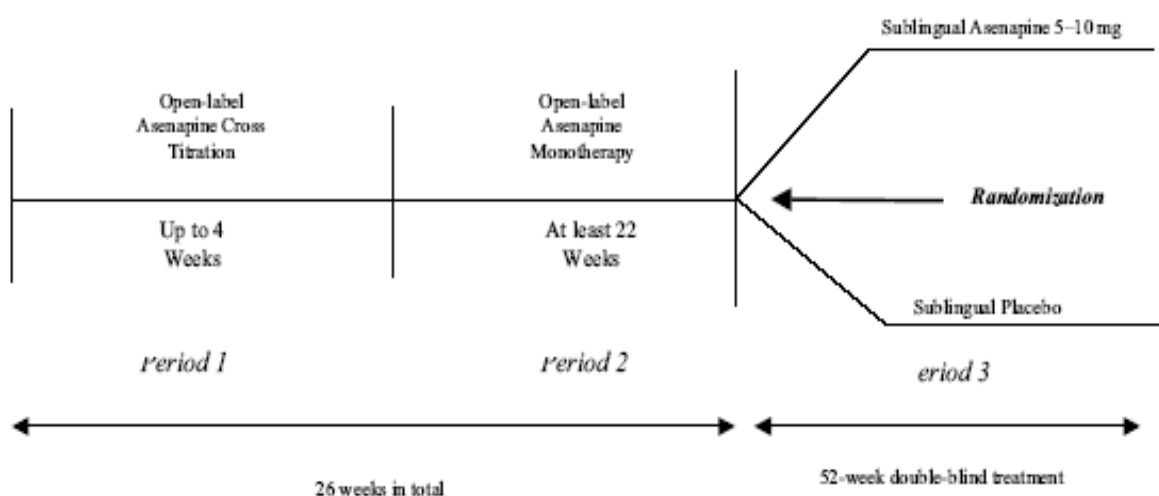 Sublingual Asenapine 5–10 mg
Open-label
Asenapine Cross
Titration
Open-label
Asenapine
Monotherapy
Randomization
Up to 4
Weeks
At least 22
Weeks
Sublingual Placebo
Period 1
Period 2
eriod 3
26 weeks in total
52-week double-blind treatment